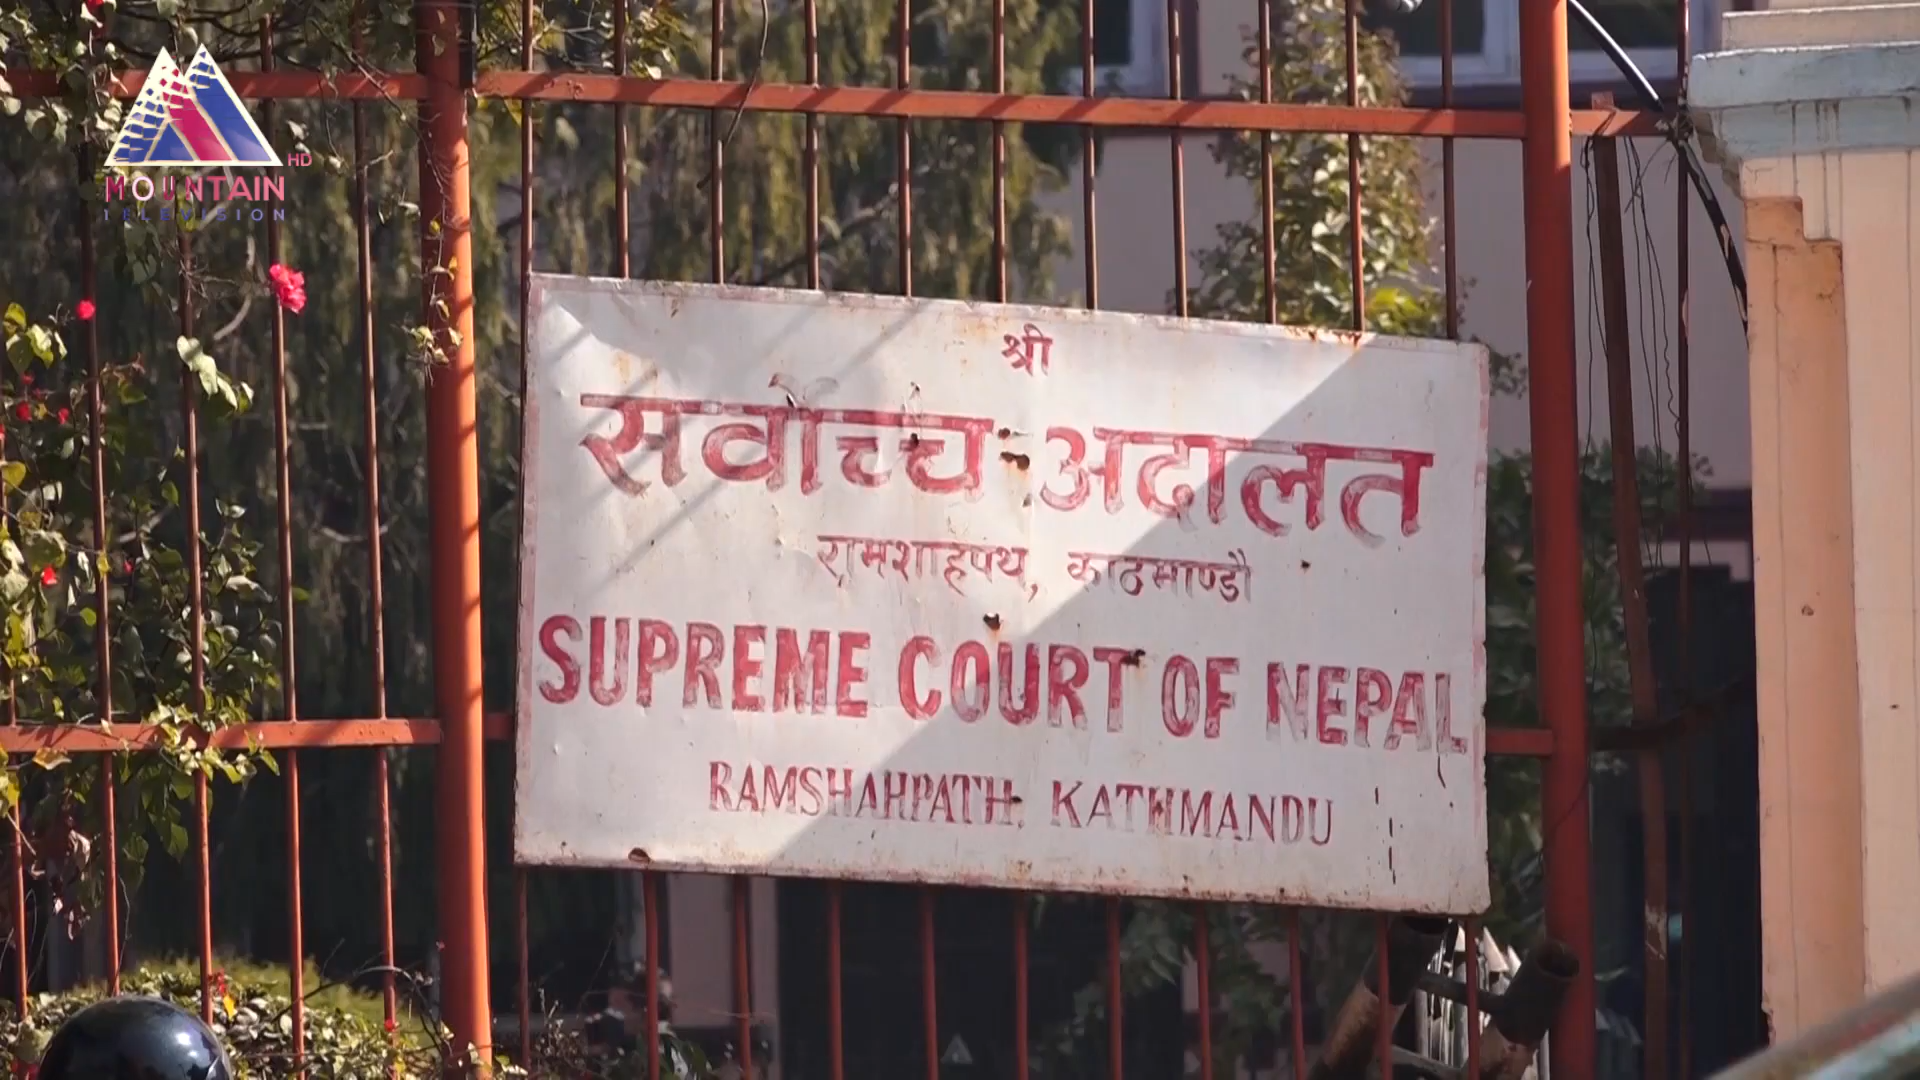 HD
MOUNTAIN
TELEVISION
श्री
सर्वोच्च अदालत
रामशाहपथ, काठमाण्डौ
SUPREME COURT OF NEPAL
RAMSHAHPATH, KATHMANDU